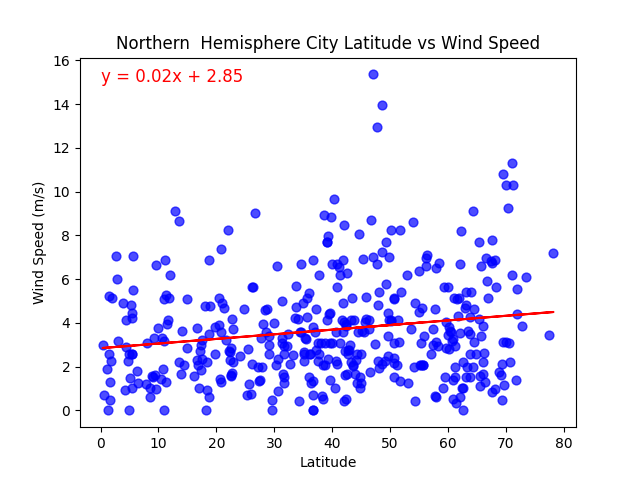 Northern  Hemisphere City Latitude vs Wind Speed
y = 0.02x + 2.85
Wind Speed (m/s)
16
14
12
10
8
6
4
2
0
0 10 20 30 40 50 60 70 80
Latitude